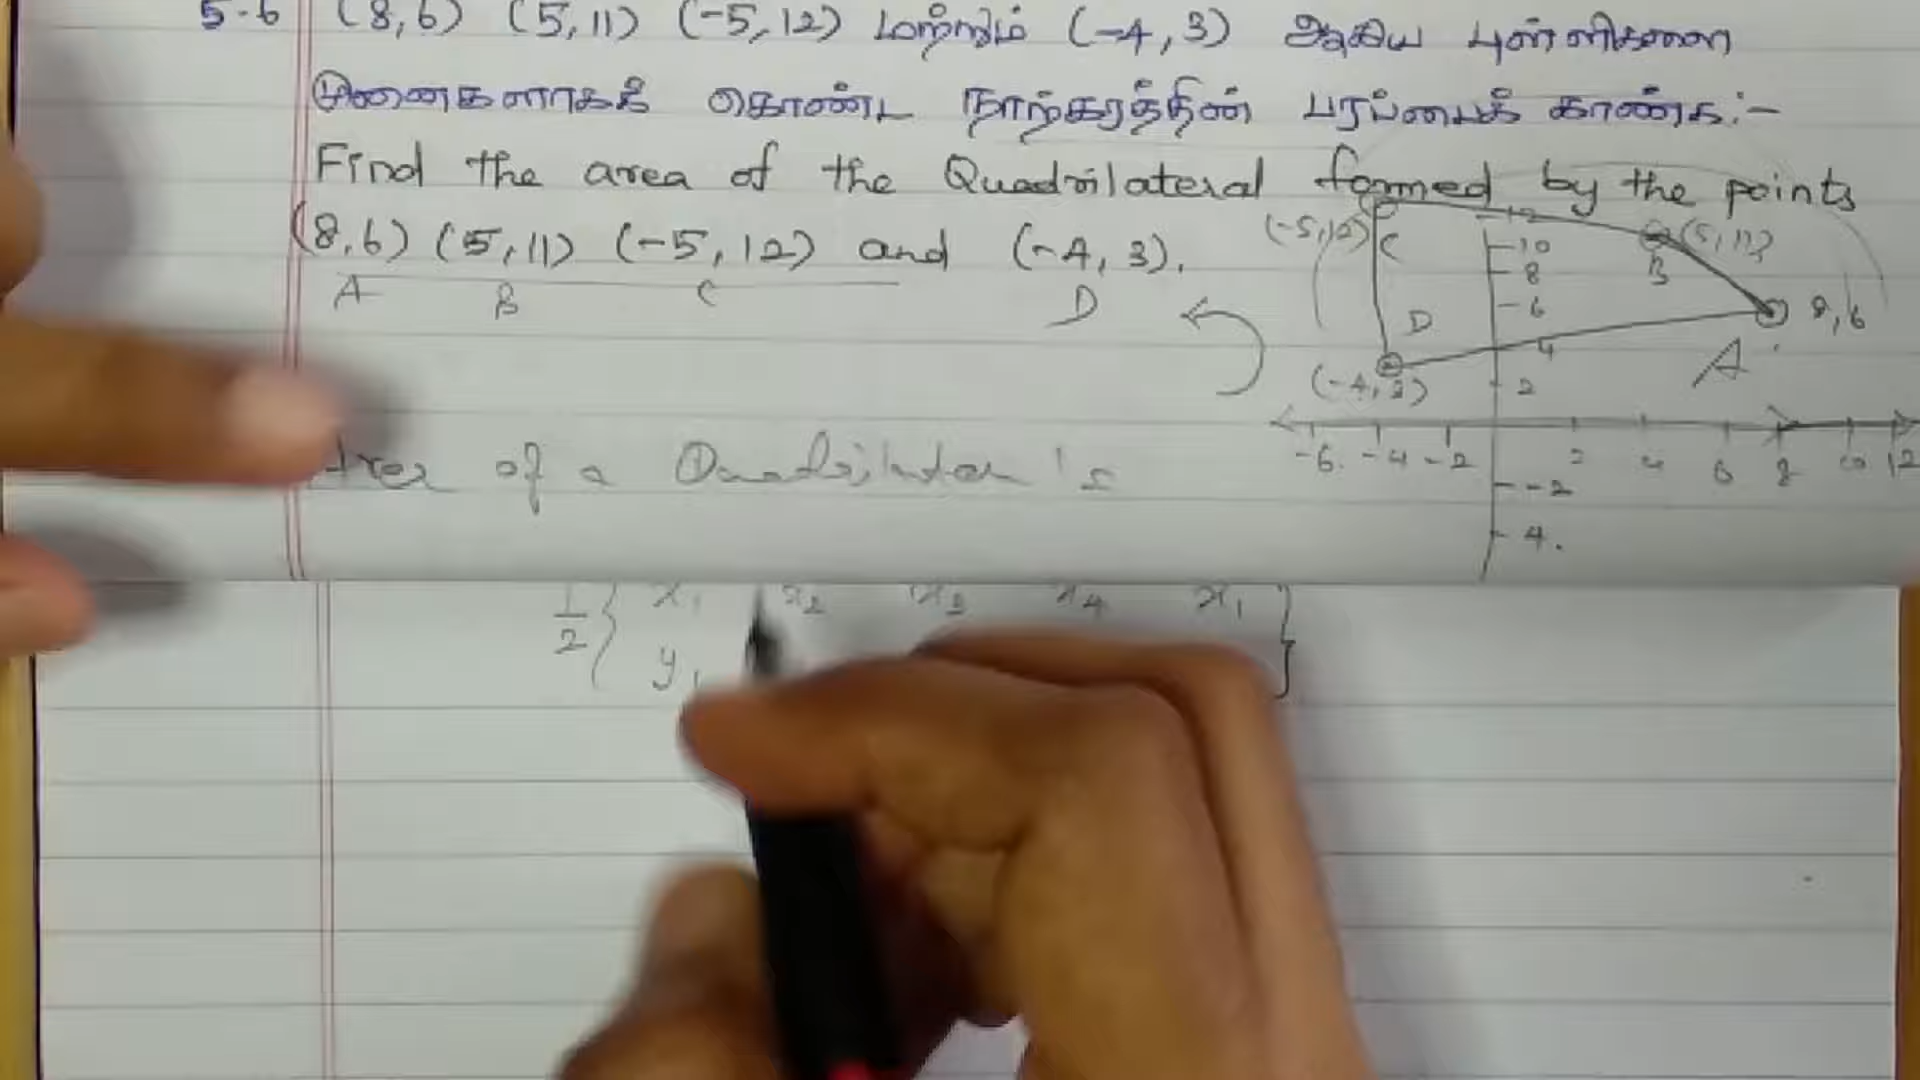 5.6 (8,6) (5,11) (-5,12) மற்றும் (-4,3) ஆகிய புள்ளிகளை
முனைகளாகக் கொண்ட நாற்கரத்தின் பரப்பைக் காண்க:-
Find the area of the Quadrilateral formed by the points
(8,6) (5,11) (-5,12) and (-4,3).
A B C D
(-5,12) C 12 (5,11) B
10
8
6 8,6
D 4 A
(-4,3) 2
-6 -4 -2 2 4 6 8 10 12
-2
4.
of a
1/2 { x1 x2 x3 x4 x1 }
y1